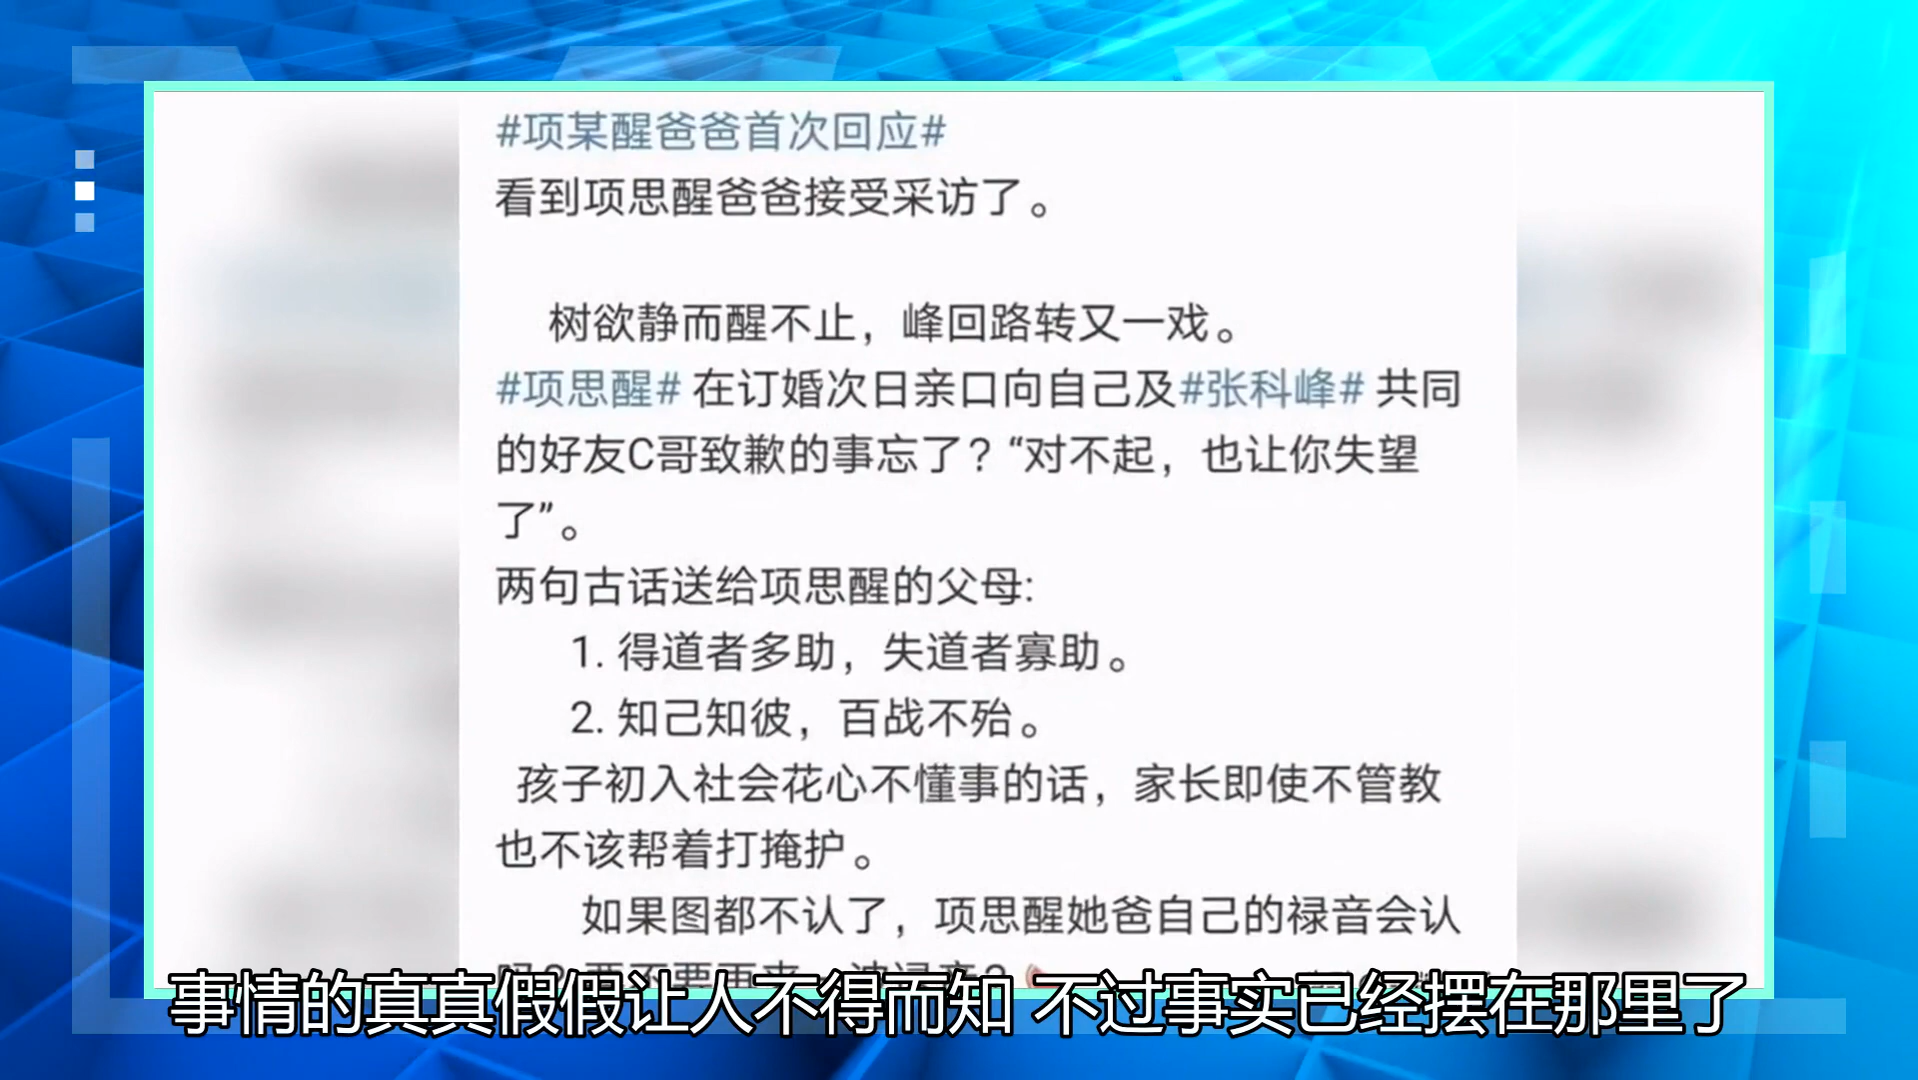 #项某醒爸爸首次回应#
看到项思醒爸爸接受采访了。
树欲静而醒不止，峰回路转又一戏。
#项思醒# 在订婚次日亲口向自己及#张科峰# 共同
的好友C哥致歉的事忘了？“对不起，也让你失望
了”。
两句古话送给项思醒的父母:
1. 得道者多助，失道者寡助。
2. 知己知彼，百战不殆。
孩子初入社会花心不懂事的话，家长即使不管教
也不该帮着打掩护。
如果图都不认了，项思醒她爸自己的禄音会认
事情的真真假假让人不得而知 不过事实已经摆在那里了